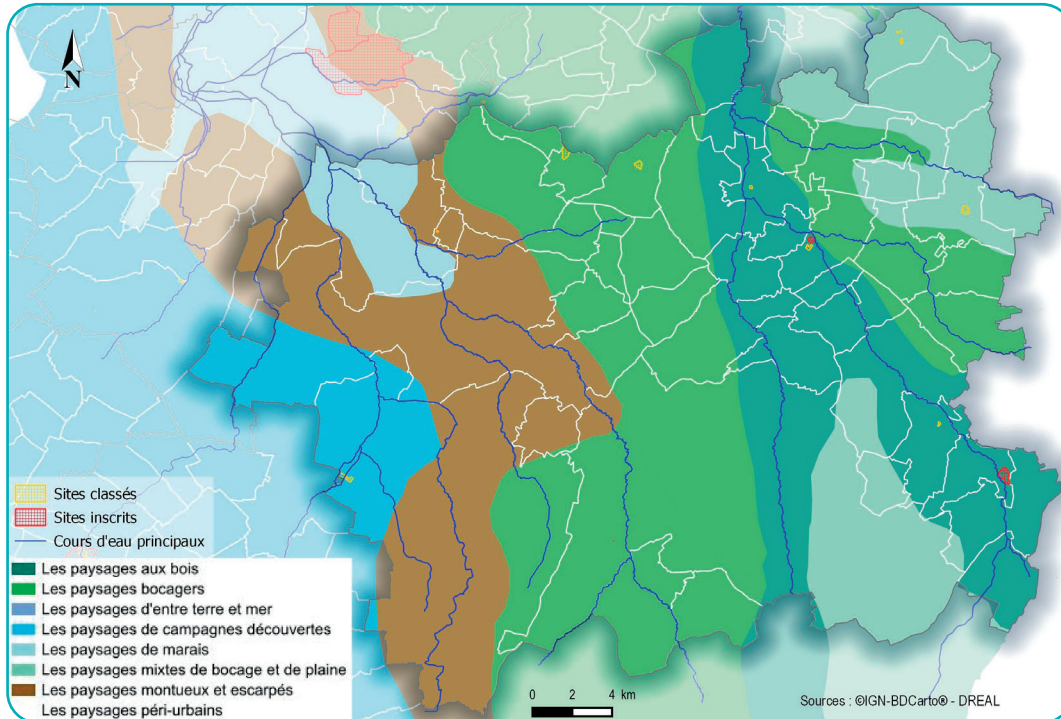 N
Sites classés
Sites inscrits
Cours d'eau principaux
Les paysages aux bois
Les paysages bocagers
Les paysages d'entre terre et mer
Les paysages de campagnes découvertes
Les paysages de marais
Les paysages mixtes de bocage et de plaine
Les paysages montueux et escarpés
Les paysages péri-urbains
0 2 4 km
Sources : ©IGN-BDCarto® - DREAL